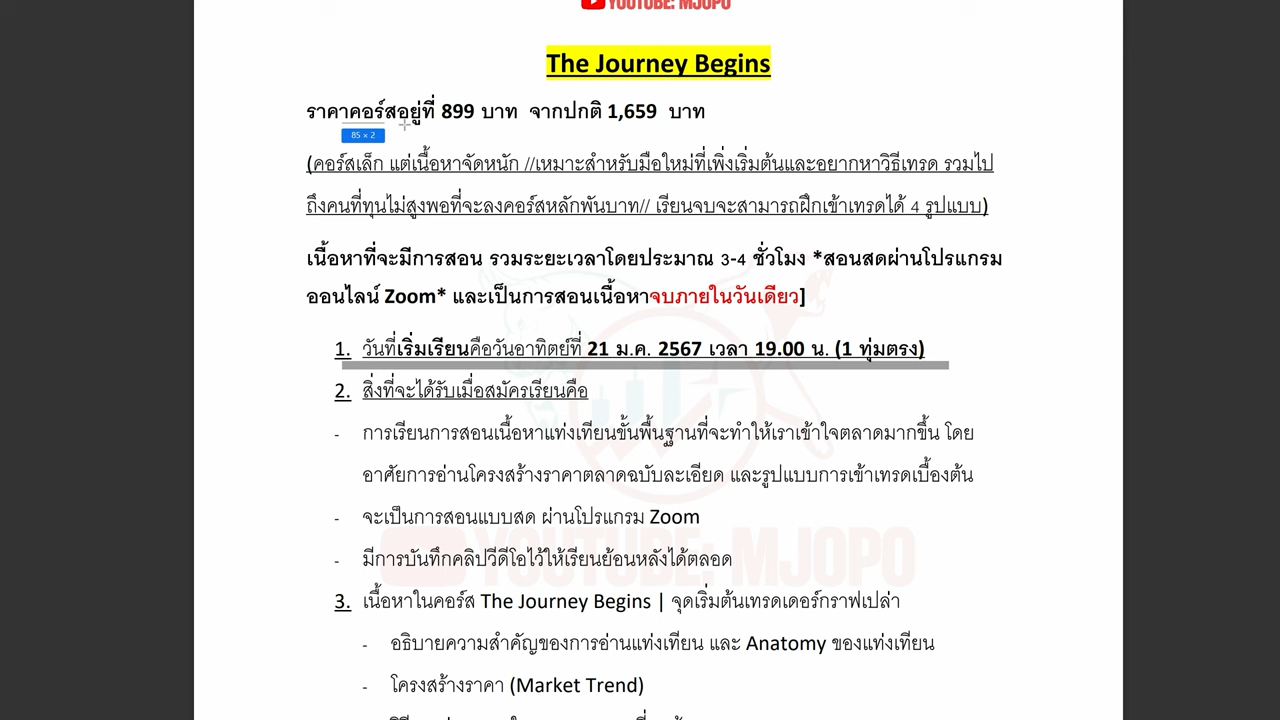 YOUTUBE: MJOPO
The Journey Begins
ราคาคอร์สอยู่ที่ 899 บาท จากปกติ 1,659 บาท
85 × 2
(คอร์สเล็ก แต่เนื้อหาจัดหนัก //เหมาะสำหรับมือใหม่ที่เพิ่งเริ่มต้นและอยากหาวิธีเทรด รวมไป
ถึงคนที่ทุนไม่สูงพอที่จะลงคอร์สหลักพันบาท// เรียนจบจะสามารถฝึกเข้าเทรดได้ 4 รูปแบบ)
เนื้อหาที่จะมีการสอน รวมระยะเวลาโดยประมาณ 3-4 ชั่วโมง *สอนสดผ่านโปรแกรม
ออนไลน์ Zoom* และเป็นการสอนเนื้อหาจบภายในวันเดียว]
1. วันที่เริ่มเรียนคือวันอาทิตย์ที่ 21 ม.ค. 2567 เวลา 19.00 น. (1 ทุ่มตรง)
2. สิ่งที่จะได้รับเมื่อสมัครเรียนคือ
- การเรียนการสอนเนื้อหาแท่งเทียนขั้นพื้นฐานที่จะทำให้เราเข้าใจตลาดมากขึ้น โดย
อาศัยการอ่านโครงสร้างราคาตลาดฉบับละเอียด และรูปแบบการเข้าเทรดเบื้องต้น
- จะเป็นการสอนแบบสด ผ่านโปรแกรม Zoom
YOUTUBE: MJOPO
- มีการบันทึกคลิปวีดีโอไว้ให้เรียนย้อนหลังได้ตลอด
3. เนื้อหาในคอร์ส The Journey Begins | จุดเริ่มต้นเทรดเดอร์กราฟเปล่า
- อธิบายความสำคัญของการอ่านแท่งเทียน และ Anatomy ของแท่งเทียน
- โครงสร้างราคา (Market Trend)